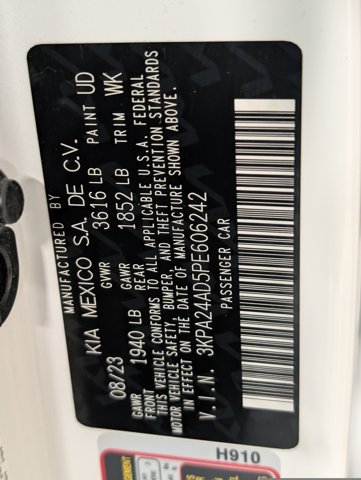 MANUFACTURED BY
KIA MEXICO S.A. DE C.V.
08/23 GVWR 3616 LB PAINT UD
GAWR FRONT 1940 LB GAWR REAR 1852 LB TRIM WK
THIS VEHICLE CONFORMS TO ALL APPLICABLE U.S.A. FEDERAL
MOTOR VEHICLE SAFETY, BUMPER, AND THEFT PREVENTION STANDARDS
IN EFFECT ON THE DATE OF MANUFACTURE SHOWN ABOVE.
V.I.N. 3KPA24AD5PE606242
PASSENGER CAR
H910